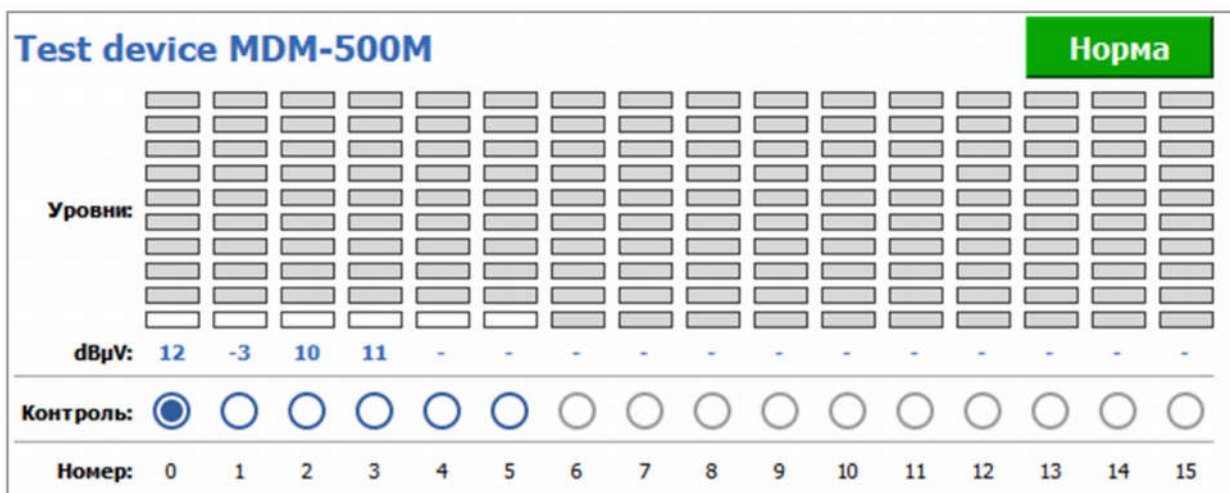 Test device MDM-500M
Норма
Уровни:
dBµV: 12 -3 10 11 - - - - - - - - - - - -
Контроль:
Номер: 0 1 2 3 4 5 6 7 8 9 10 11 12 13 14 15